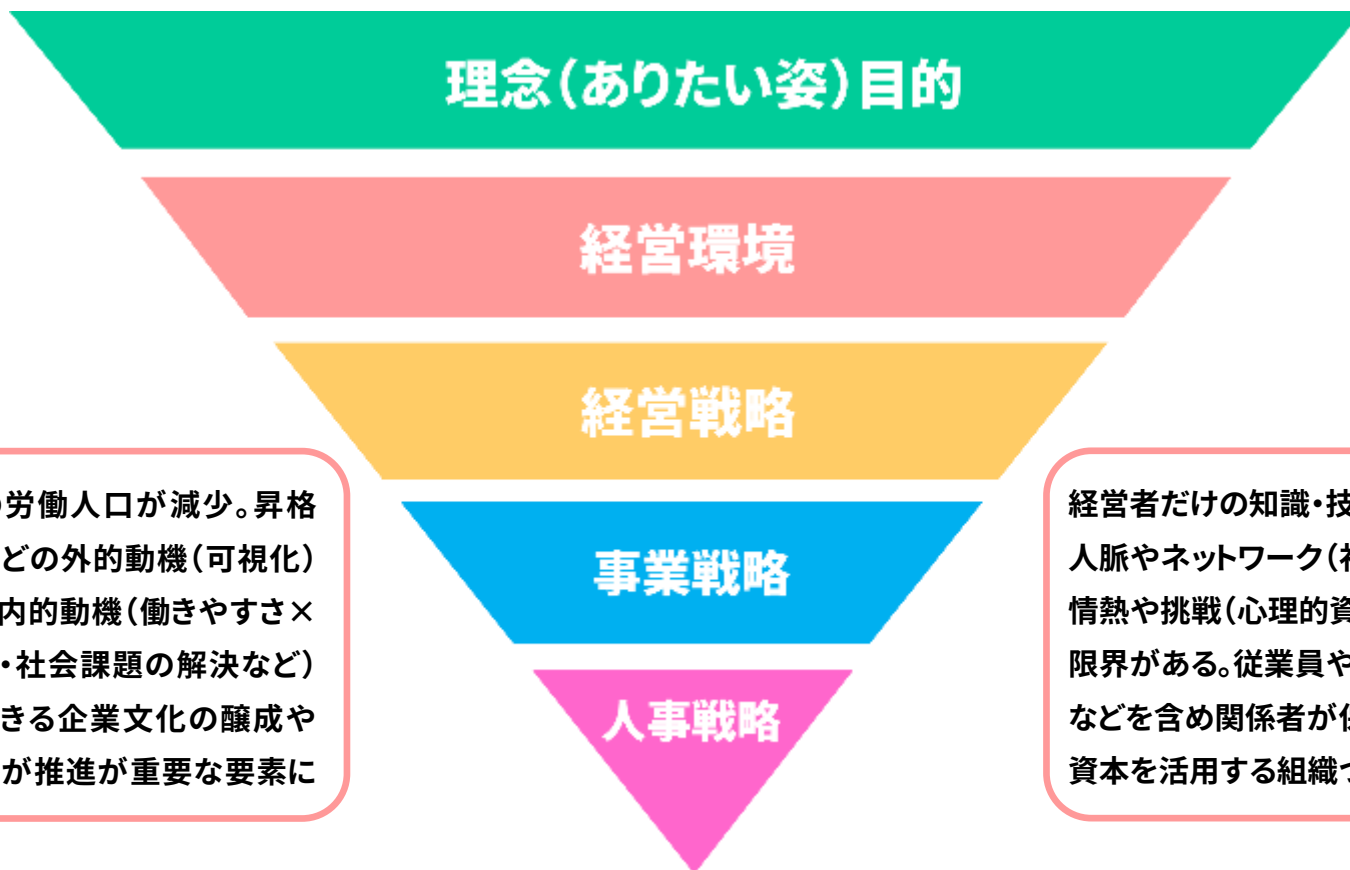 理念(ありたい姿)目的
経営環境
経営戦略
事業戦略
人事戦略
労働人口が減少。昇格
どの外的動機(可視化)
内的動機(働きやすさ×
・社会課題の解決など)
きる企業文化の醸成や
が推進が重要な要素に
経営者だけの知識・技
人脈やネットワーク(
情熱や挑戦(心理的資
限界がある。従業員や
などを含め関係者が
資本を活用する組織